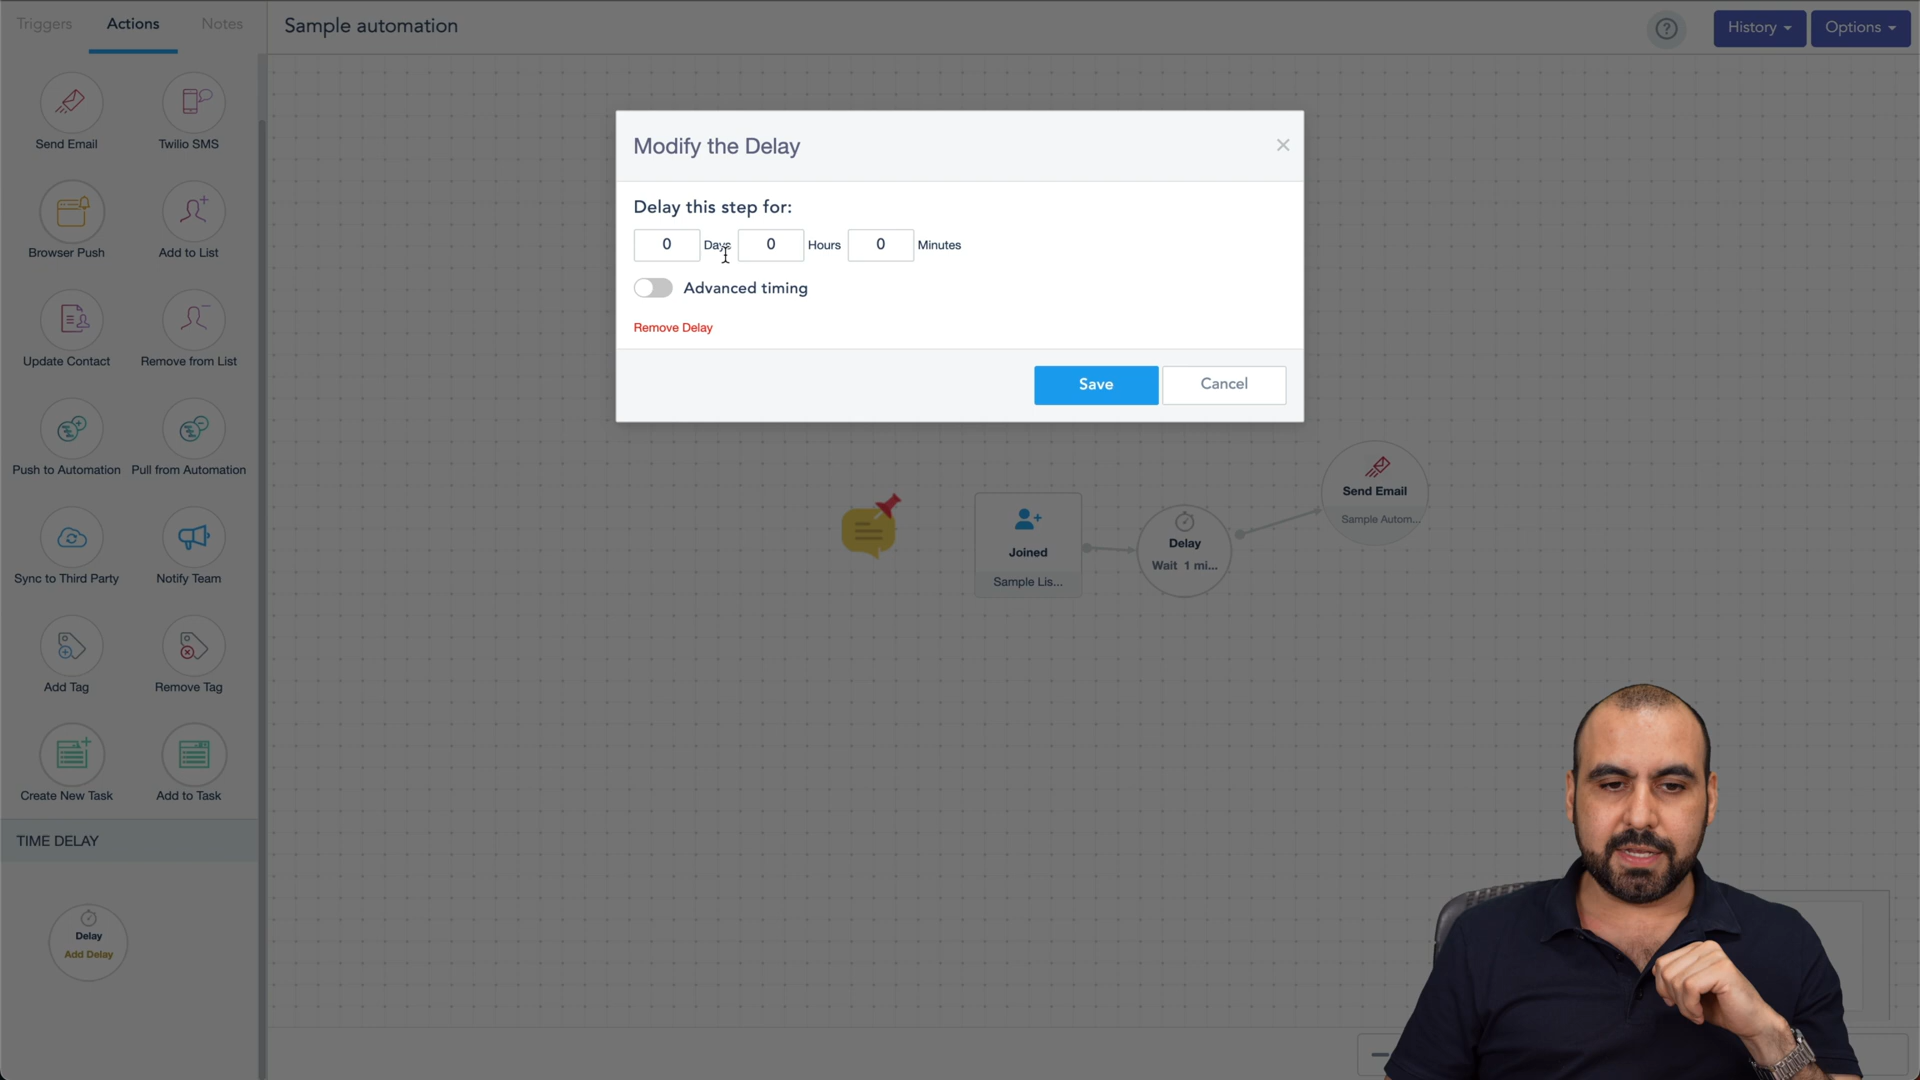 Triggers
Actions
Notes
Sample automation
?
History
Options
Send Email
Twilio SMS
Browser Push
Add to List
Update Contact
Remove from List
Push to Automation
Pull from Automation
Sync to Third Party
Notify Team
Add Tag
Remove Tag
Create New Task
Add to Task
TIME DELAY
Delay
Add Delay
Modify the Delay
×
Delay this step for:
0 Days 0 Hours 0 Minutes
Advanced timing
Remove Delay
Save
Cancel
Joined
Sample Lis...
Delay
Wait 1 mi...
Send Email
Sample Autom...